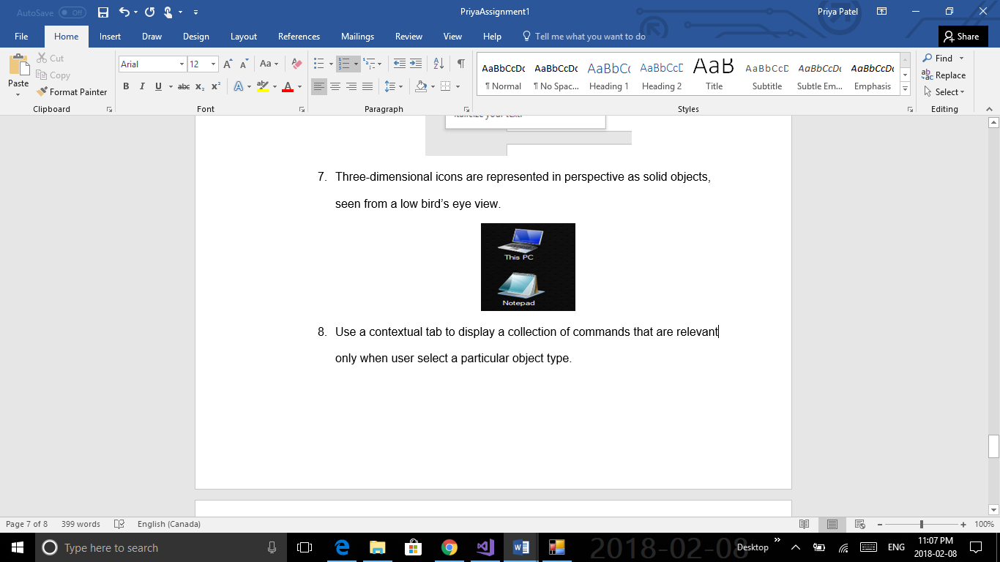 AutoSave Off
PriyaAssignment1
Priya Patel
File Home Insert Draw Design Layout References Mailings Review View Help Tell me what you want to do
Share
Paste
Cut
Copy
Format Painter
Clipboard
Arial 12
Font
Paragraph
AaBbCcDc AaBbCcDc AaBbCc AaBbCcD AaB AaBbCcD AaBbCcDc AaBbCcDc
¶ Normal ¶ No Spac... Heading 1 Heading 2 Title Subtitle Subtle Em... Emphasis
Styles
Find
Replace
Select
Editing
Italicize your text.
7. Three-dimensional icons are represented in perspective as solid objects,
seen from a low bird’s eye view.
This PC
Notepad
8. Use a contextual tab to display a collection of commands that are relevant
only when user select a particular object type.
Page 7 of 8 399 words English (Canada)
100%
Type here to search
2018-02-08
Desktop
ENG
11:07 PM
2018-02-08